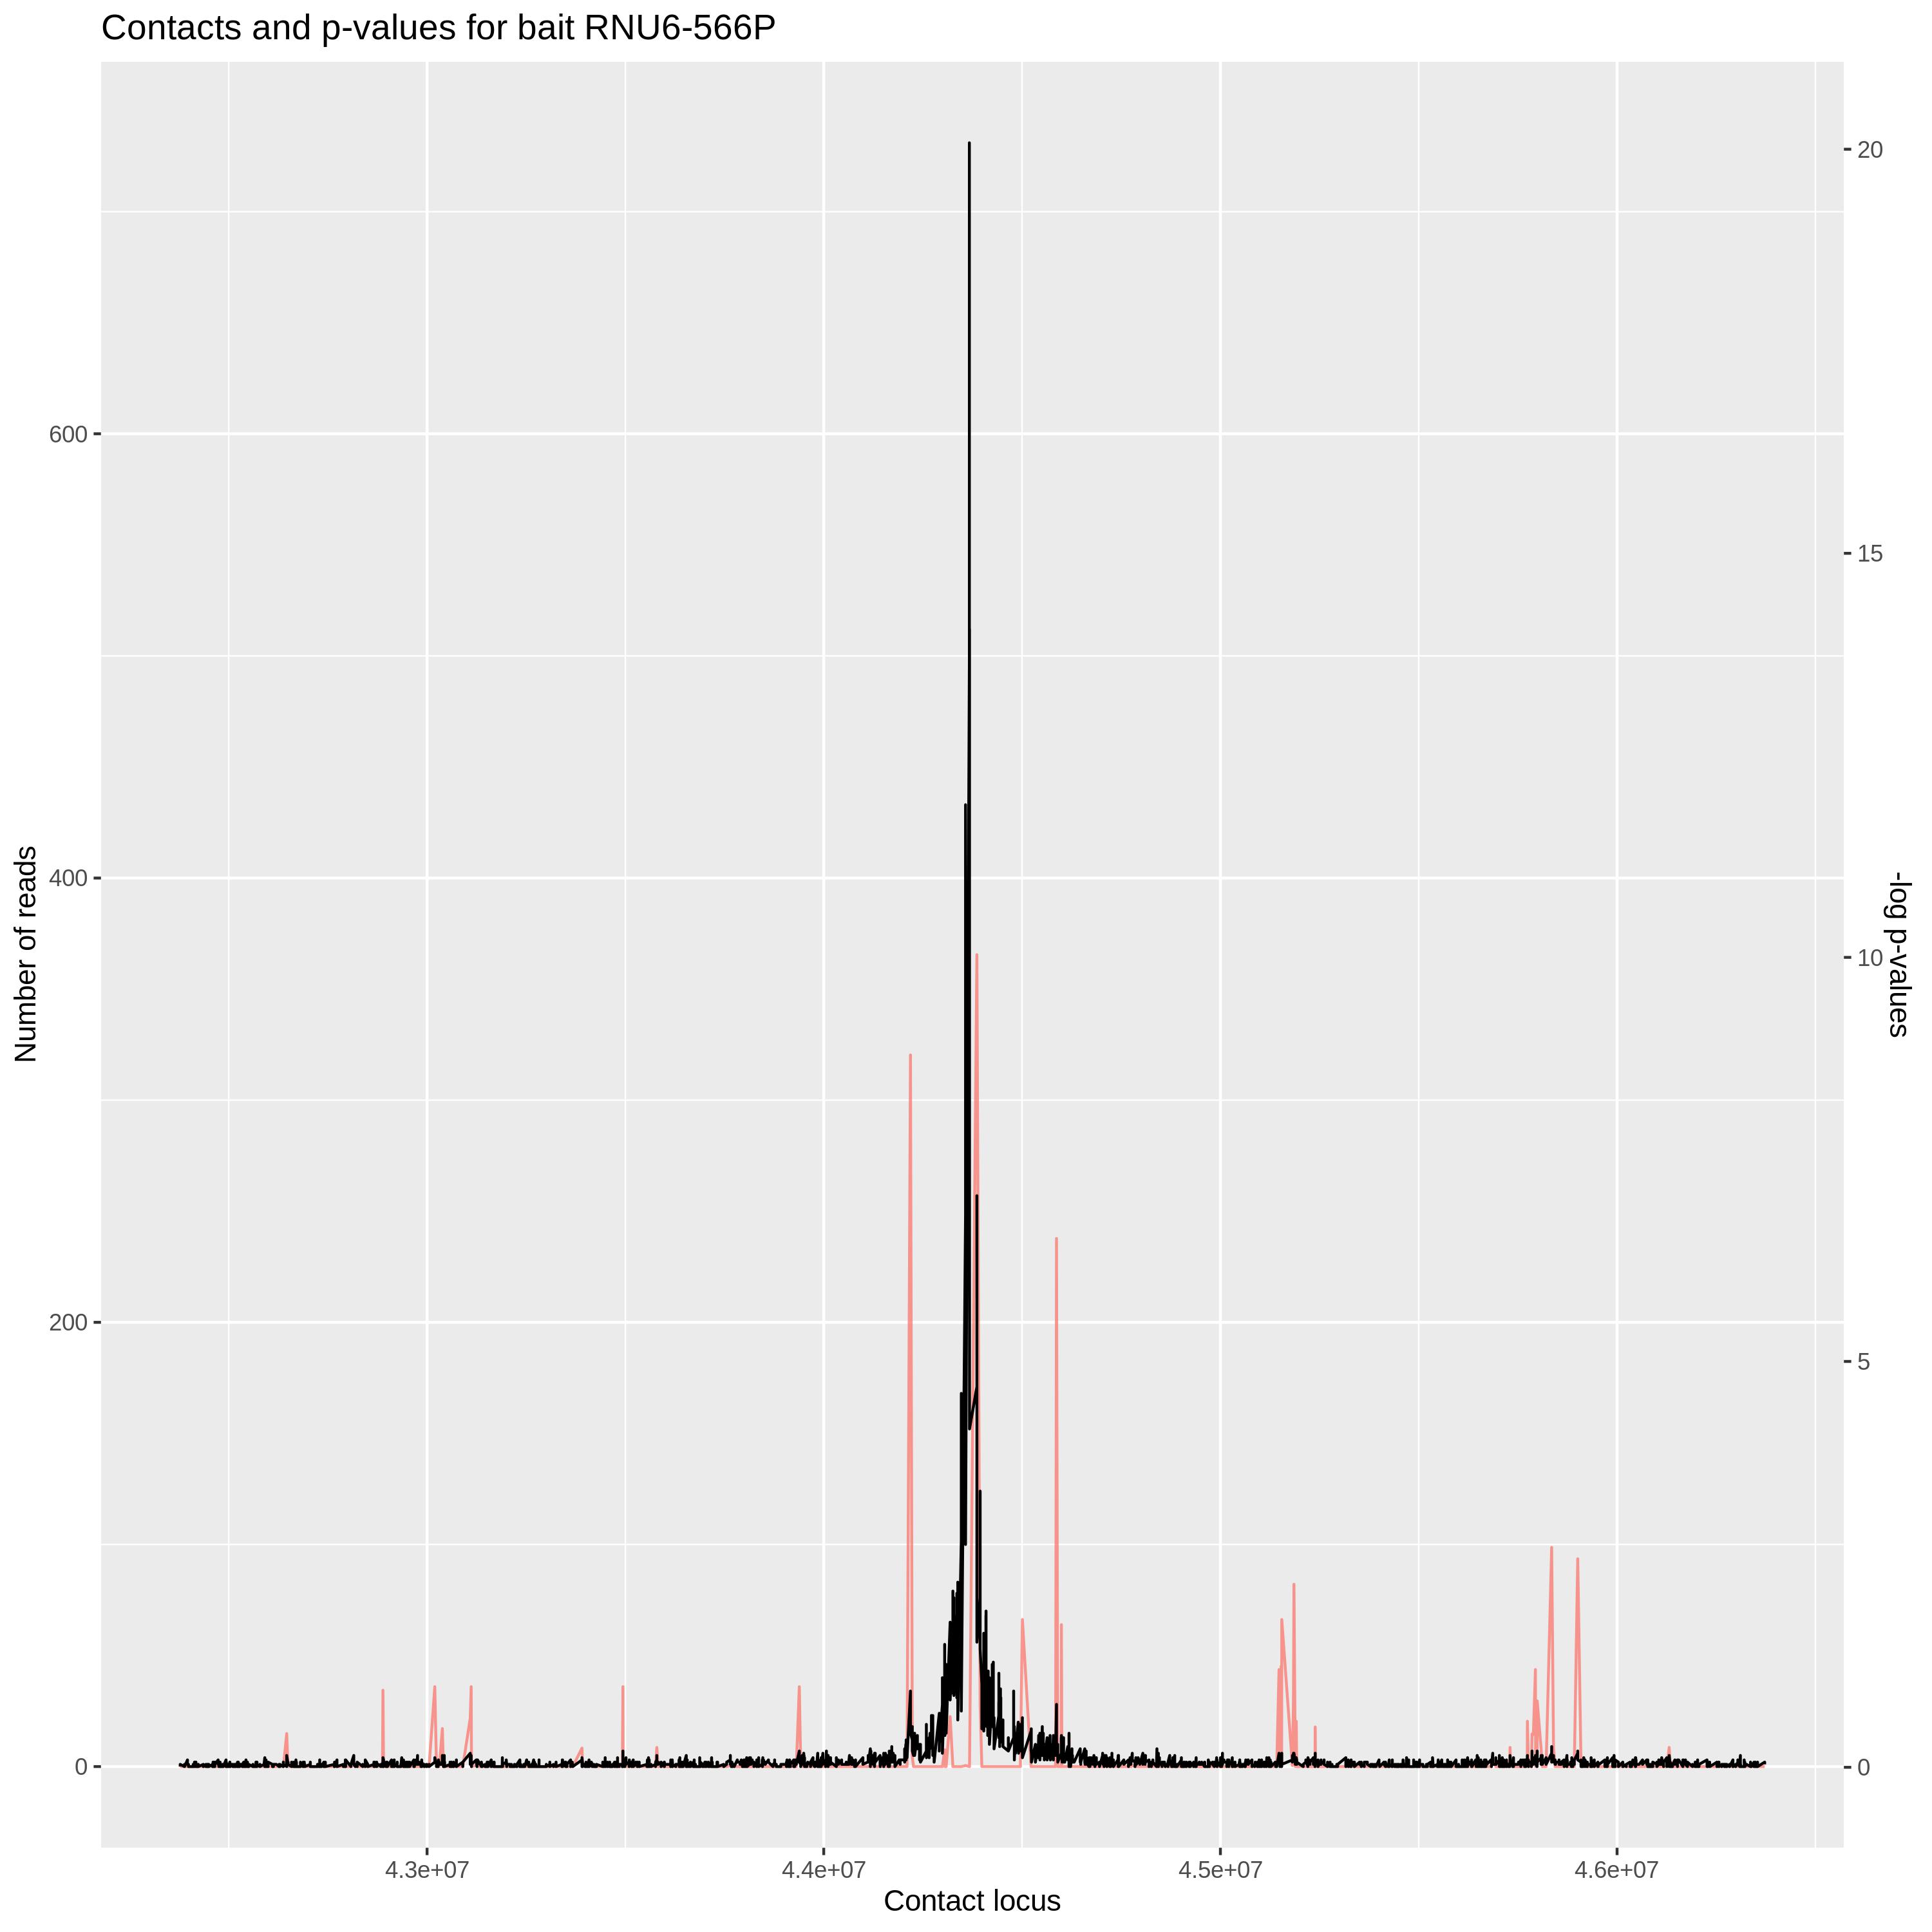 Contacts and p-values for bait RNU6-566P
Number of reads
600
400
200
0
20
15
10
5
0
-log p-values
4.3e+07
4.4e+07
4.5e+07
4.6e+07
Contact locus